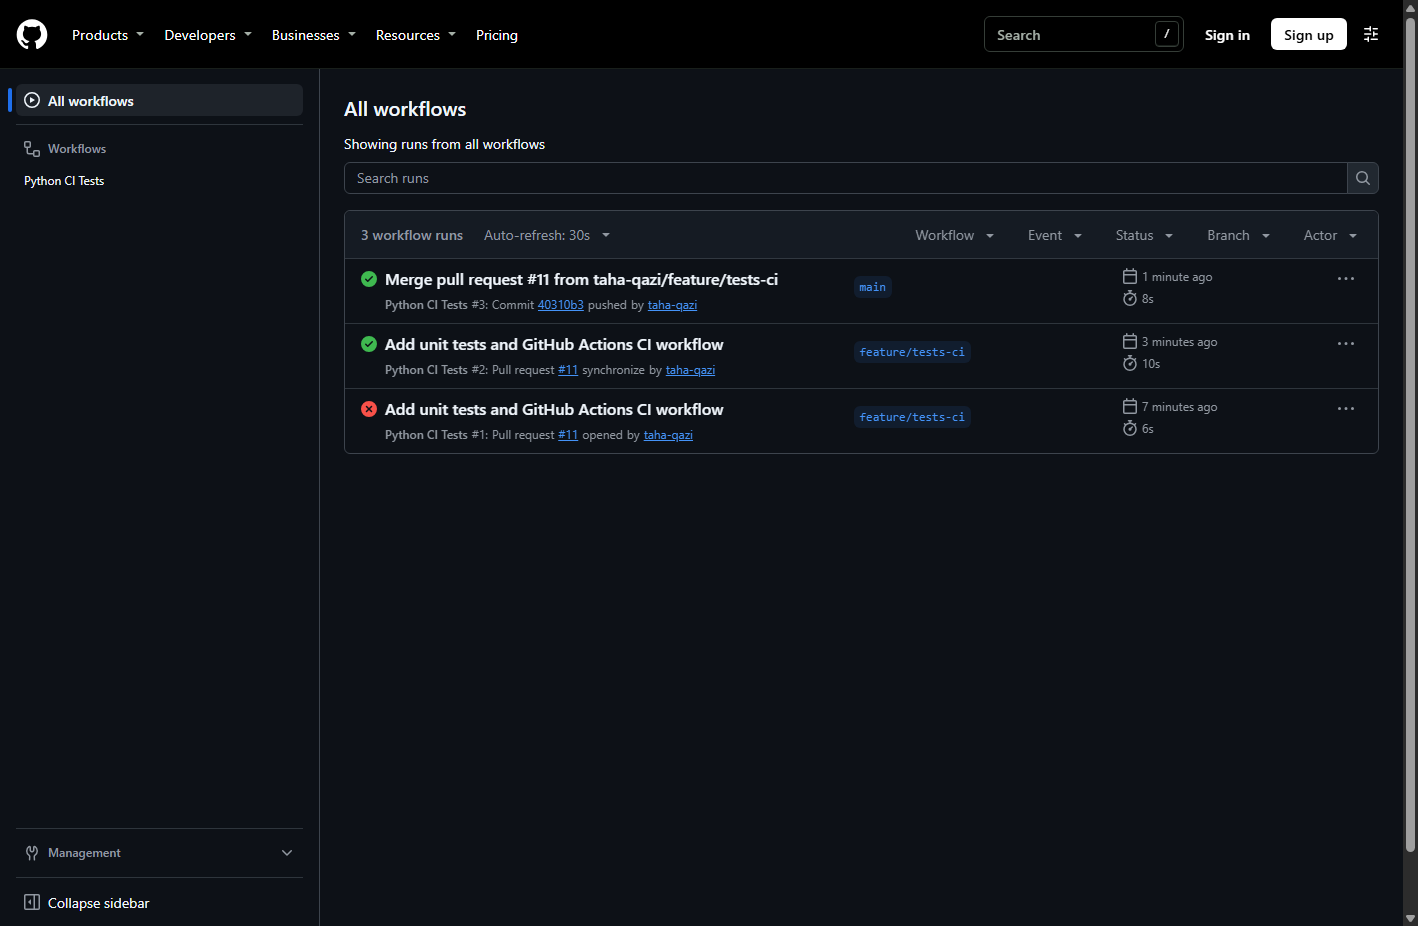 Products Developers Businesses Resources Pricing Search / Sign in Sign up
All workflows
Workflows
Python CI Tests
Management
Collapse sidebar
All workflows
Showing runs from all workflows
Search runs
3 workflow runs Auto-refresh: 30s Workflow Event Status Branch Actor
Merge pull request #11 from taha-qazi/feature/tests-ci main 1 minute ago
Python CI Tests #3: Commit 40310b3 pushed by taha-qazi 8s
Add unit tests and GitHub Actions CI workflow feature/tests-ci 3 minutes ago
Python CI Tests #2: Pull request #11 synchronize by taha-qazi 10s
Add unit tests and GitHub Actions CI workflow feature/tests-ci 7 minutes ago
Python CI Tests #1: Pull request #11 opened by taha-qazi 6s